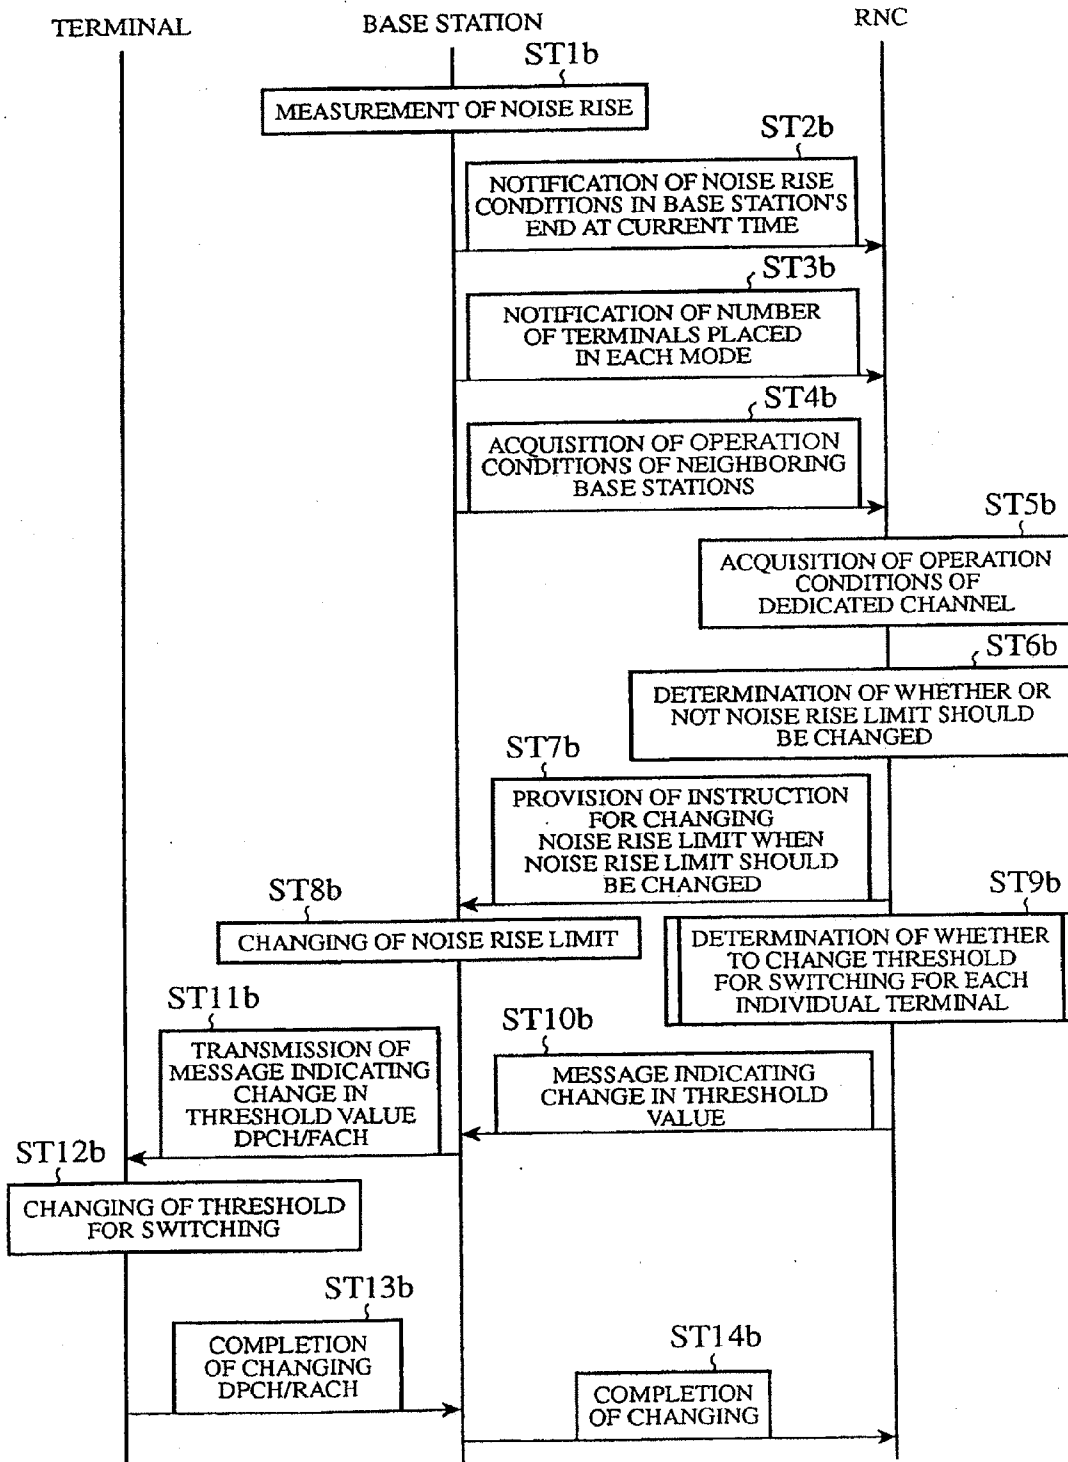 TERMINAL
BASE STATION
RNC
ST1b
MEASUREMENT OF NOISE RISE
ST2b
NOTIFICATION OF NOISE RISE
CONDITIONS IN BASE STATION'S
END AT CURRENT TIME
ST3b
NOTIFICATION OF NUMBER
OF TERMINALS PLACED
IN EACH MODE
ST4b
ACQUISITION OF OPERATION
CONDITIONS OF NEIGHBORING
BASE STATIONS
ST5b
ACQUISITION OF OPERATION
CONDITIONS OF
DEDICATED CHANNEL
ST6b
DETERMINATION OF WHETHER OR
NOT NOISE RISE LIMIT SHOULD
BE CHANGED
ST7b
PROVISION OF INSTRUCTION
FOR CHANGING
NOISE RISE LIMIT WHEN
NOISE RISE LIMIT SHOULD
BE CHANGED
ST8b
CHANGING OF NOISE RISE LIMIT
ST9b
DETERMINATION OF WHETHER
TO CHANGE THRESHOLD
FOR SWITCHING FOR EACH
INDIVIDUAL TERMINAL
ST10b
MESSAGE INDICATING
CHANGE IN THRESHOLD
VALUE
ST11b
TRANSMISSION OF
MESSAGE INDICATING
CHANGE IN
THRESHOLD VALUE
DPCH/FACH
ST12b
CHANGING OF THRESHOLD
FOR SWITCHING
ST13b
COMPLETION
OF CHANGING
DPCH/RACH
ST14b
COMPLETION
OF CHANGING